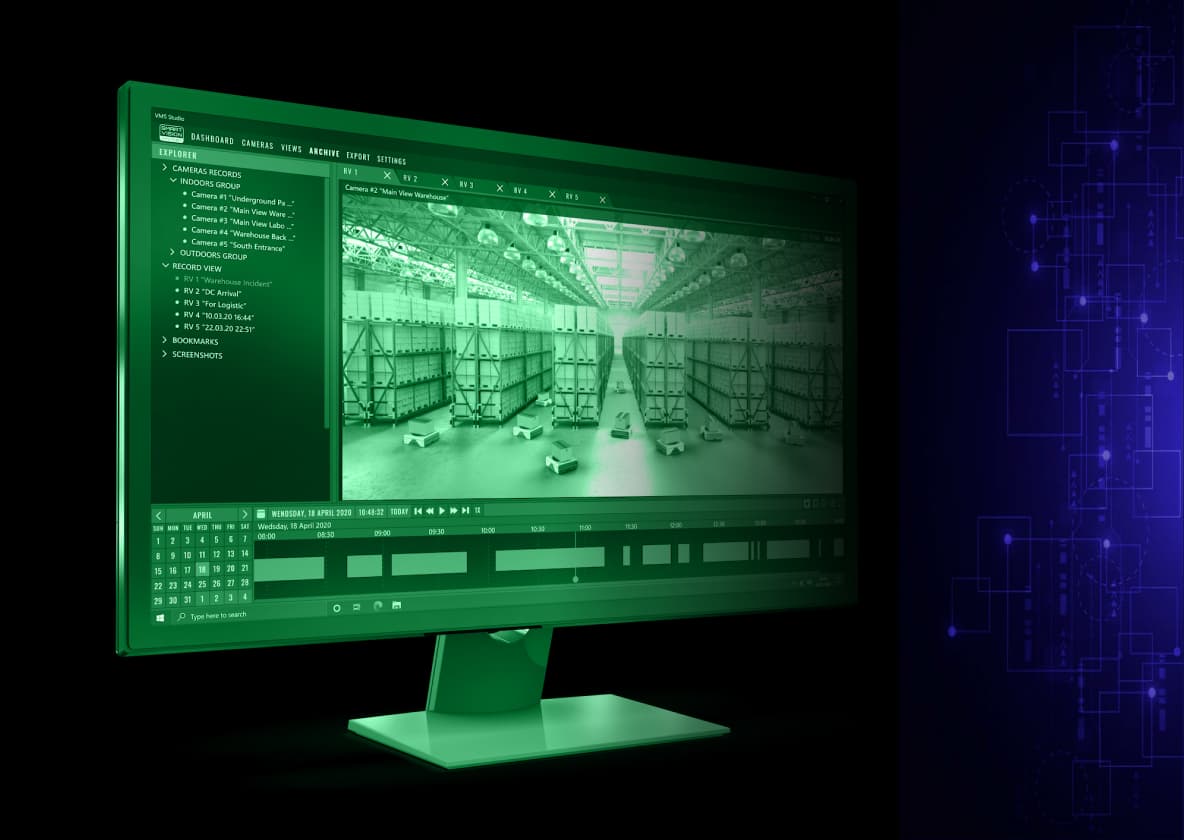 VMS Studio
SMART VISION
DASHBOARD CAMERAS VIEWS ARCHIVE EXPORT SETTINGS
EXPLORER
CAMERAS RECORDS
INDOORS GROUP
Camera #1 "Underground Pa ..."
Camera #2 "Main View Ware ..."
Camera #3 "Main View Labo ..."
Camera #4 "Warehouse Back ..."
Camera #5 "South Entrance"
OUTDOORS GROUP
RECORD VIEW
RV 1 "Warehouse Incident"
RV 2 "DC Arrival"
RV 3 "For Logistic"
RV 4 "10.03.20 16:44"
RV 5 "22.03.20 22:51"
BOOKMARKS
SCREENSHOTS
RV 1 RV 2 RV 3 RV 4 RV 5
Camera #2 "Main View Warehouse"
APRIL
SUN MON TUE WED THU FRI SAT
1 2 3 4 5 6 7
8 9 10 11 12 13 14
15 16 17 18 19 20 21
22 23 24 25 26 27 28
29 30 31 1 2 3 4
WENDOSDAY, 18 APRIL 2020 10:48:32 TODAY 1X
Wedsday, 18 April 2020
08:00 08:30 09:00 09:30 10:00 10:30 11:00 11:30 12:00 12:30 13:00
Type here to search